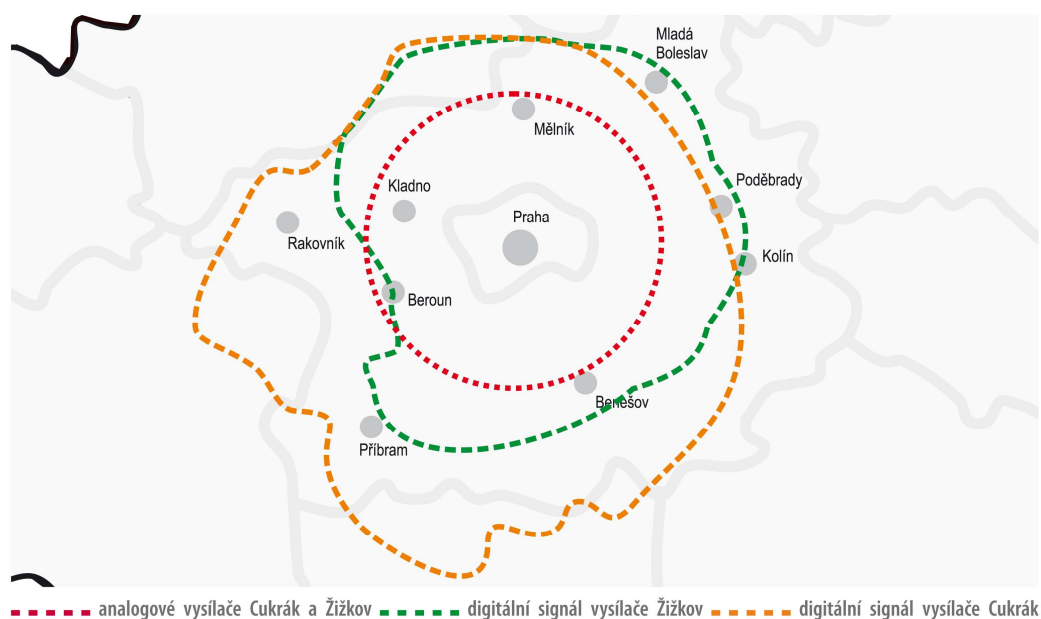 Mladá
Boleslav
Mělník
Poděbrady
Kladno
Praha
Rakovník
Kolín
Beroun
Benešov
Příbram
analogové vysílače Cukrák a Žižkov digitální signál vysílače Žižkov digitální signál vysílače Cukrák